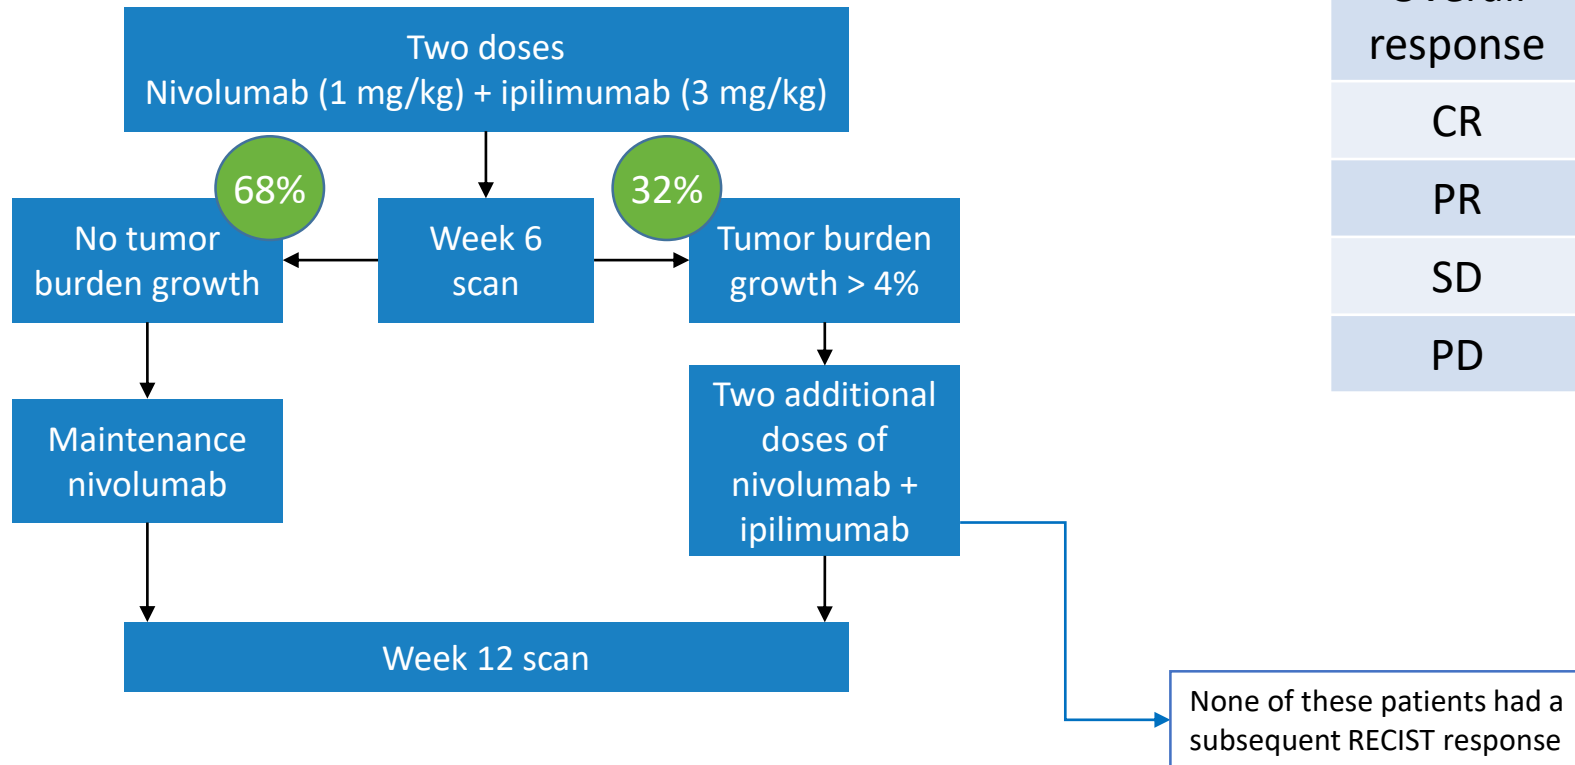 Two doses
Nivolumab (1 mg/kg) + ipilimumab (3 mg/kg)
68%
32%
No tumor
burden growth
Week 6
scan
Tumor burden
growth > 4%
Maintenance
nivolumab
Two additional
doses of
nivolumab +
ipilimumab
Week 12 scan
None of these patients had a
subsequent RECIST response
Overall
response
CR
PR
SD
PD